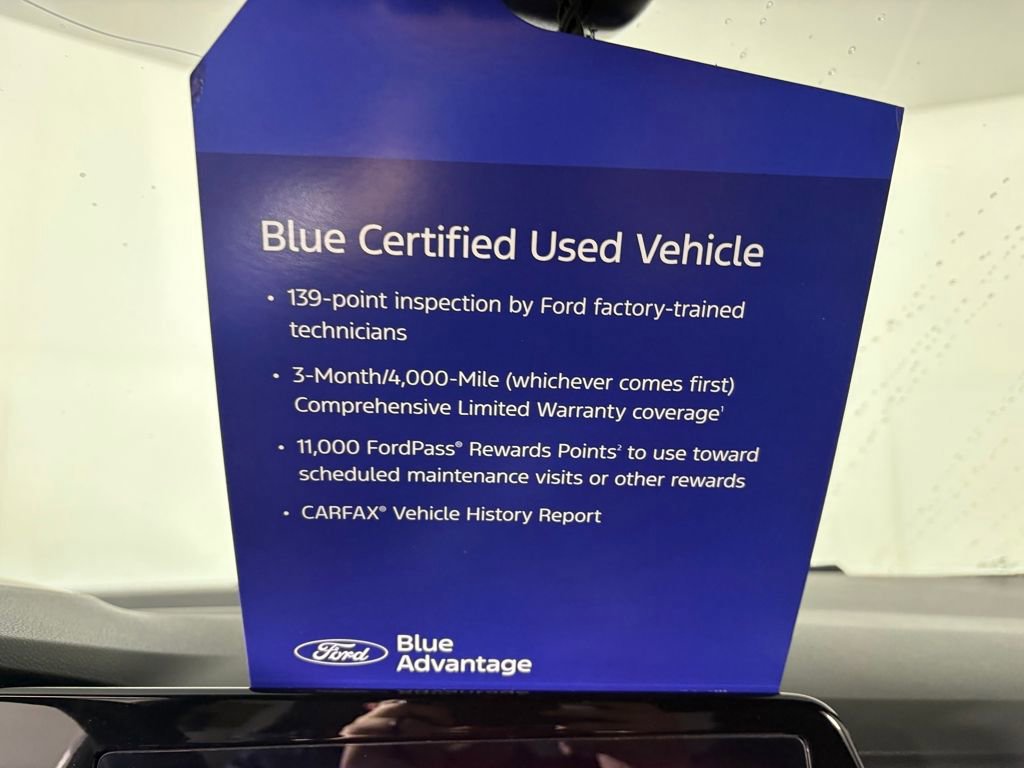 Blue Certified Used Vehicle
• 139-point inspection by Ford factory-trained
technicians
• 3-Month/4,000-Mile (whichever comes first)
Comprehensive Limited Warranty coverage¹
• 11,000 FordPass® Rewards Points² to use toward
scheduled maintenance visits or other rewards
• CARFAX® Vehicle History Report
Ford
Blue
Advantage